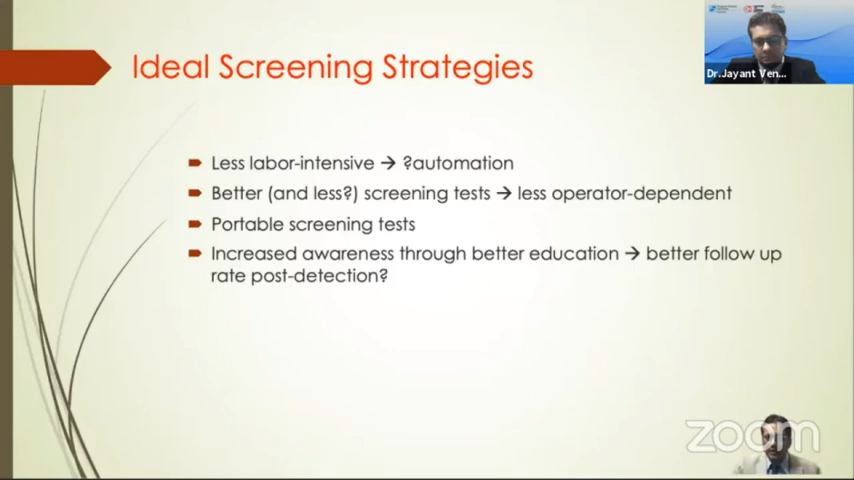 Ideal Screening Strategies
Dr.Jayant Ven...
Less labor-intensive → ?automation
Better (and less?) screening tests → less operator-dependent
Portable screening tests
Increased awareness through better education → better follow up
rate post-detection?
zoom